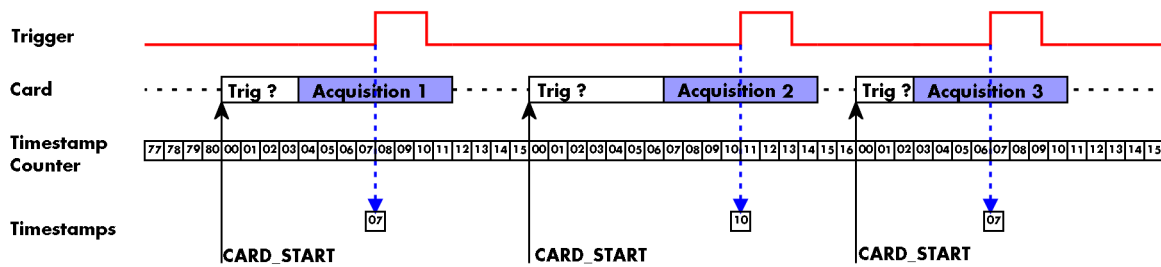 Trigger
Card Trig ? Acquisition 1 Trig ? Acquisition 2 Trig ? Acquisition 3
Timestamp
Counter
77 78 79 80 00 01 02 03 04 05 06 07 08 09 10 11 12 13 14 15 00 01 02 03 04 05 06 07 08 09 10 11 12 13 14 15 16 00 01 02 03 04 05 06 07 08 09 10 11 12 13 14 15
Timestamps 07 10 07
CARD_START CARD_START CARD_START